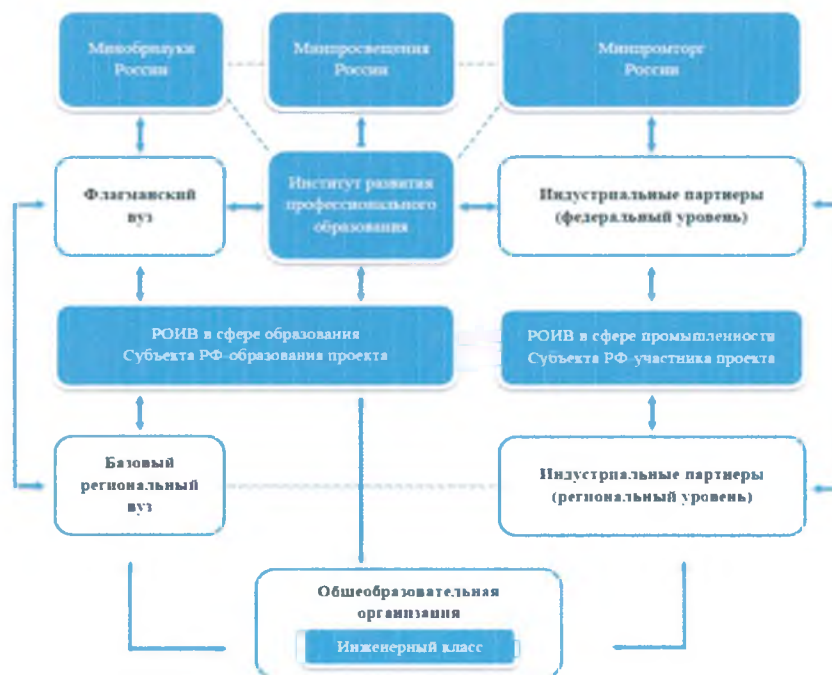 Минобрнауки
России
Минпросвещения
России
Минпромторг
России
Флагманский
вуз
Институт развития
профессионального
образования
Индустриальные партнеры
(федеральный уровень)
РОИВ в сфере образования
Субъекта РФ-образования проекта
РОИВ в сфере промышленности
Субъекта РФ-участника проекта
Базовый
региональный
вуз
Индустриальные партнеры
(региональный уровень)
Общеобразовательная
организация
Инженерный класс